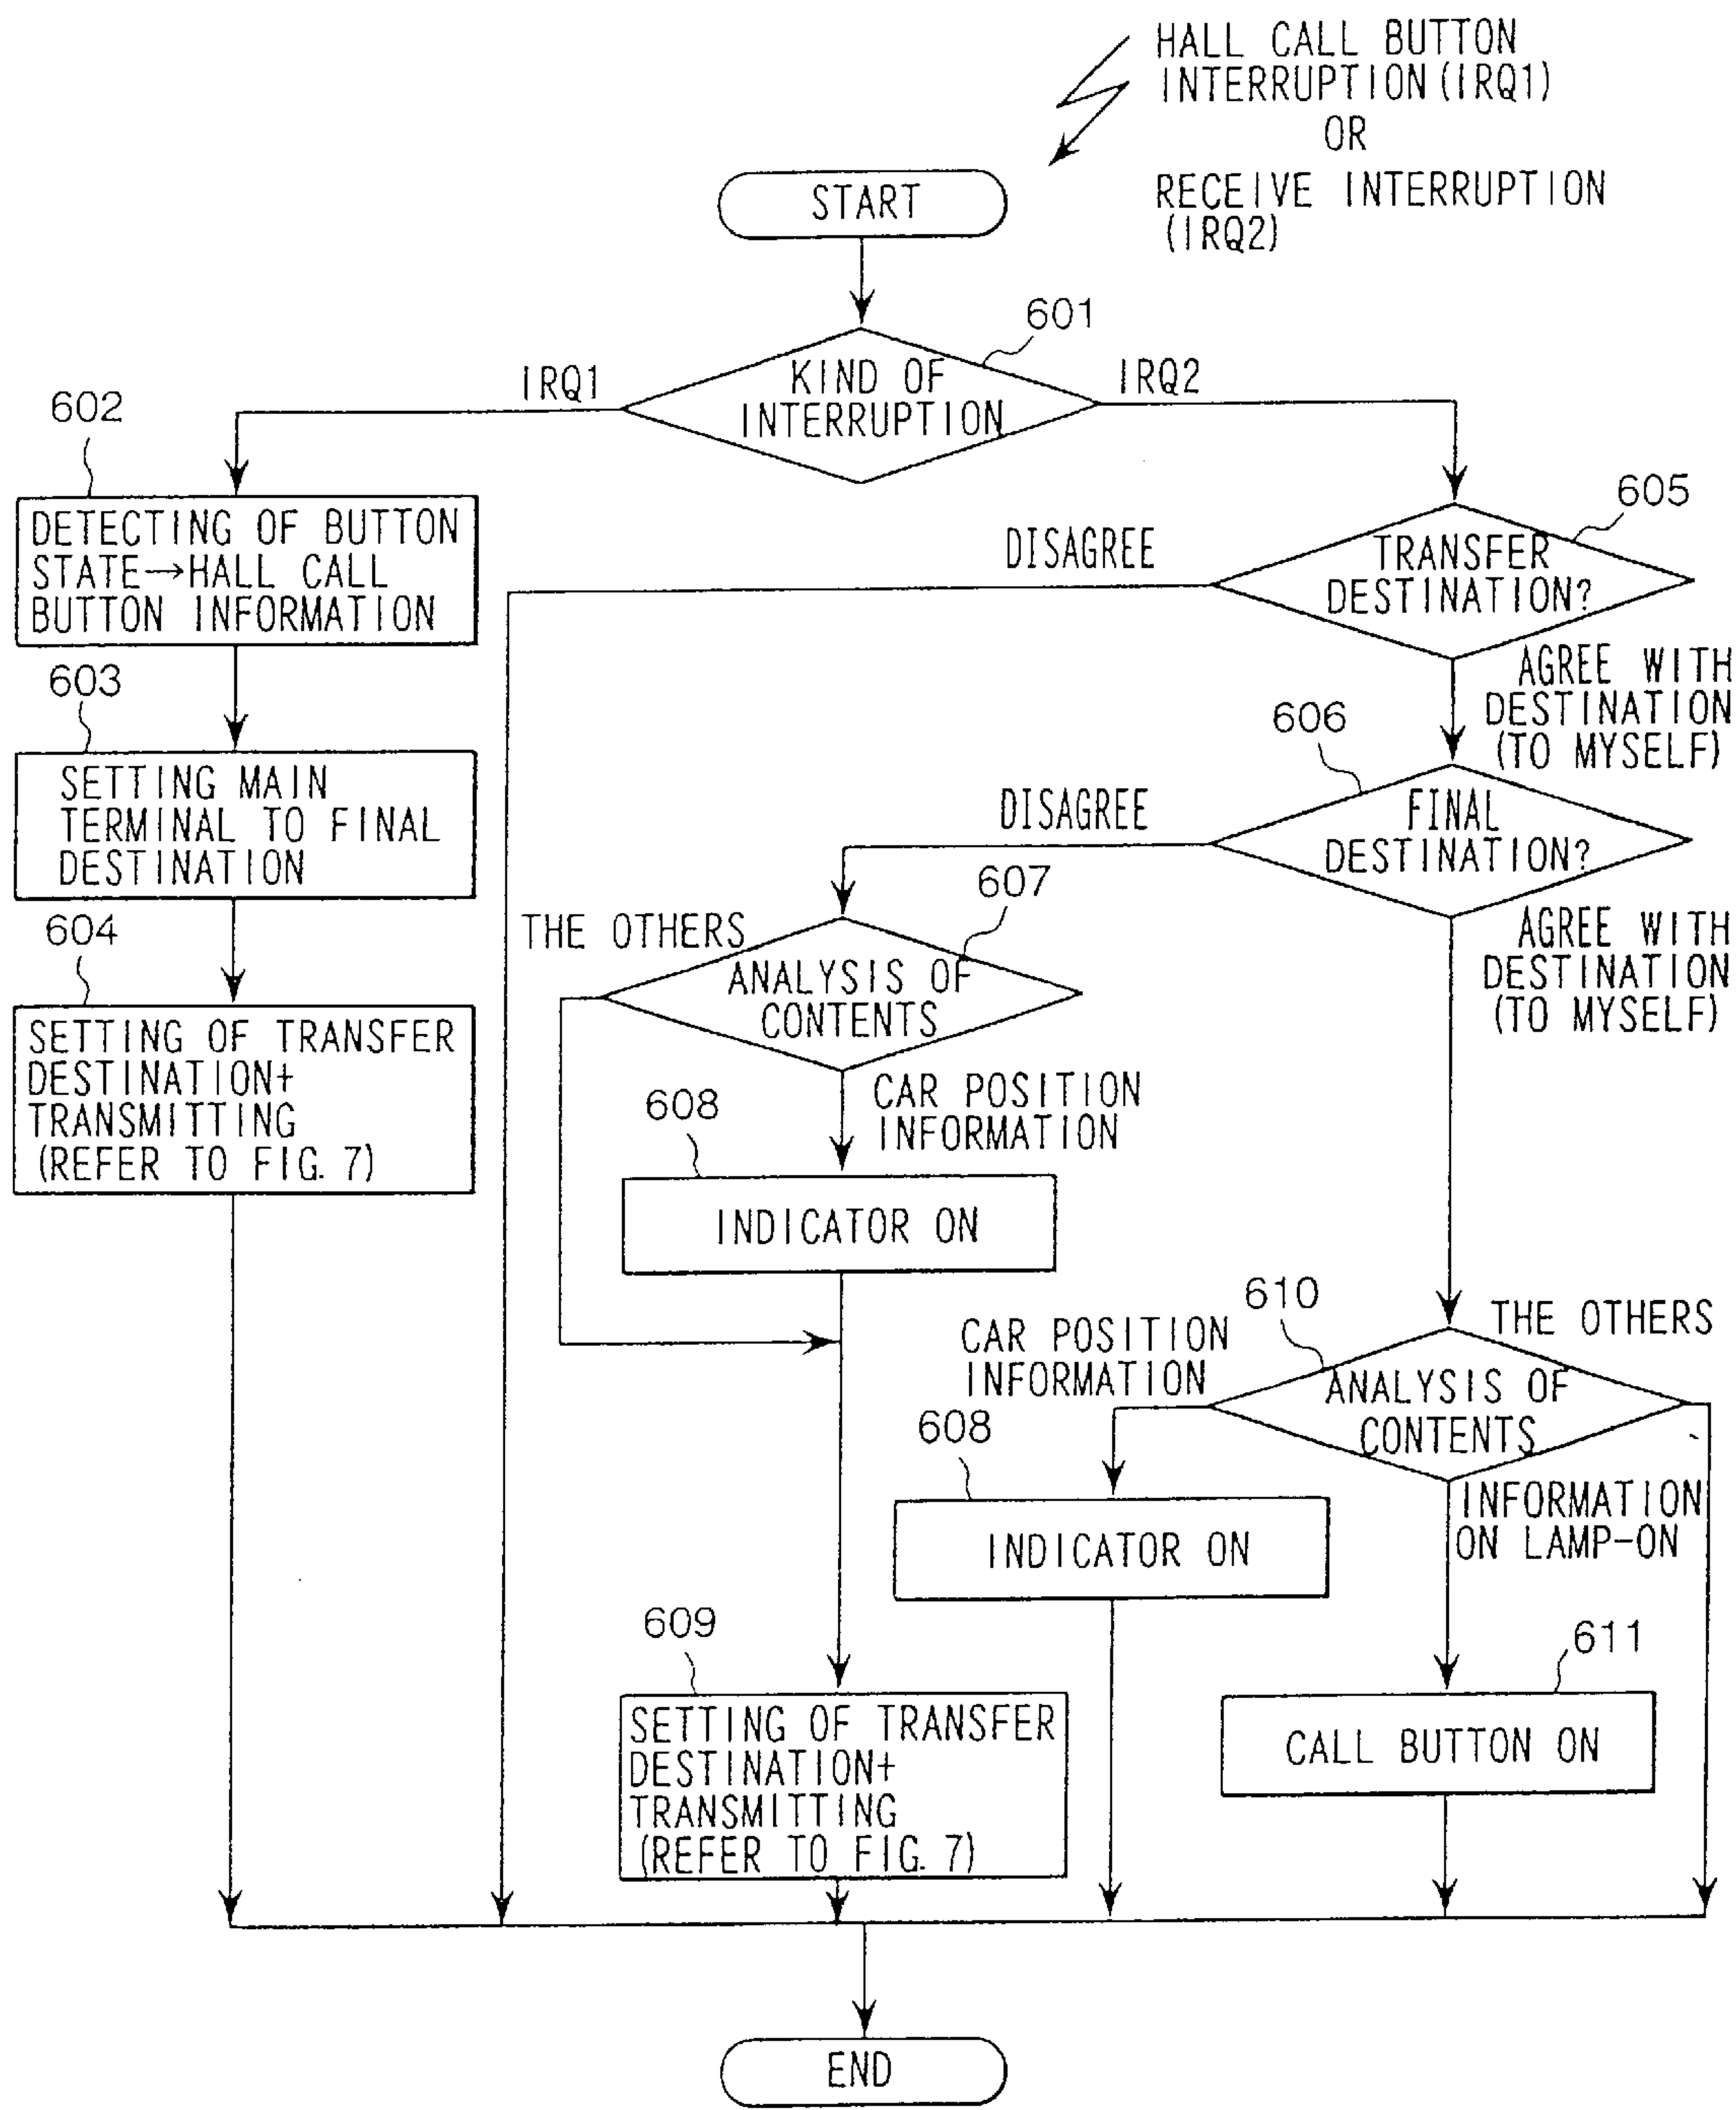 HALL CALL BUTTON
INTERRUPTION (IRQ1)
OR
RECEIVE INTERRUPTION
(IRQ2)
START
601
KIND OF
INTERRUPTION
IRQ1
IRQ2
602
DETECTING OF BUTTON
STATE→HALL CALL
BUTTON INFORMATION
603
SETTING MAIN
TERMINAL TO FINAL
DESTINATION
604
SETTING OF TRANSFER
DESTINATION+
TRANSMITTING
(REFER TO FIG. 7)
605
TRANSFER
DESTINATION?
DISAGREE
AGREE WITH
DESTINATION
(TO MYSELF)
606
FINAL
DESTINATION?
DISAGREE
AGREE WITH
DESTINATION
(TO MYSELF)
607
THE OTHERS
ANALYSIS OF
CONTENTS
CAR POSITION
INFORMATION
608
INDICATOR ON
609
SETTING OF TRANSFER
DESTINATION+
TRANSMITTING
(REFER TO FIG. 7)
610
THE OTHERS
CAR POSITION
INFORMATION
ANALYSIS OF
CONTENTS
608
INDICATOR ON
INFORMATION
ON LAMP-ON
611
CALL BUTTON ON
END